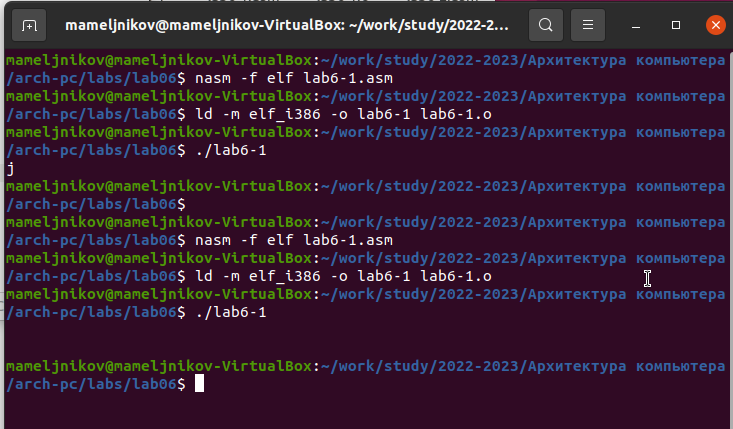 mameljnikov@mameljnikov-VirtualBox: ~/work/study/2022-2...
mameljnikov@mameljnikov-VirtualBox:~/work/study/2022-2023/Архитектура компьютера
/arch-pc/labs/lab06$ nasm -f elf lab6-1.asm
mameljnikov@mameljnikov-VirtualBox:~/work/study/2022-2023/Архитектура компьютера
/arch-pc/labs/lab06$ ld -m elf_i386 -o lab6-1 lab6-1.o
mameljnikov@mameljnikov-VirtualBox:~/work/study/2022-2023/Архитектура компьютера
/arch-pc/labs/lab06$ ./lab6-1
j
mameljnikov@mameljnikov-VirtualBox:~/work/study/2022-2023/Архитектура компьютера
/arch-pc/labs/lab06$
mameljnikov@mameljnikov-VirtualBox:~/work/study/2022-2023/Архитектура компьютера
/arch-pc/labs/lab06$ nasm -f elf lab6-1.asm
mameljnikov@mameljnikov-VirtualBox:~/work/study/2022-2023/Архитектура компьютера
/arch-pc/labs/lab06$ ld -m elf_i386 -o lab6-1 lab6-1.o
mameljnikov@mameljnikov-VirtualBox:~/work/study/2022-2023/Архитектура компьютера
/arch-pc/labs/lab06$ ./lab6-1
mameljnikov@mameljnikov-VirtualBox:~/work/study/2022-2023/Архитектура компьютера
/arch-pc/labs/lab06$